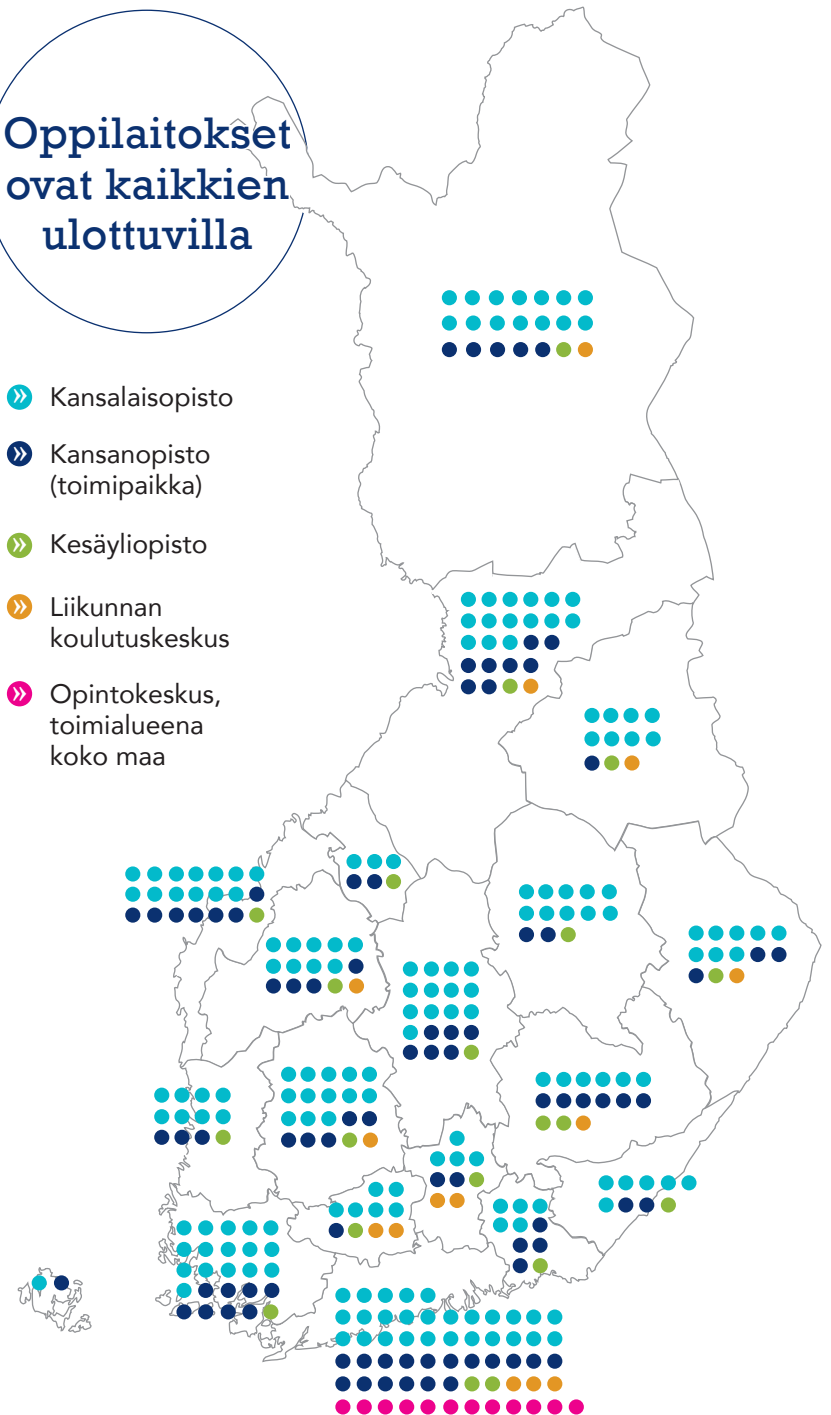 Oppilaitokset
ovat kaikkien
ulottuvilla
Kansalaisopisto
Kansanopisto
(toimipaikka)
Kesäyliopisto
Liikunnan
koulutuskeskus
Opintokeskus,
toimialueena
koko maa